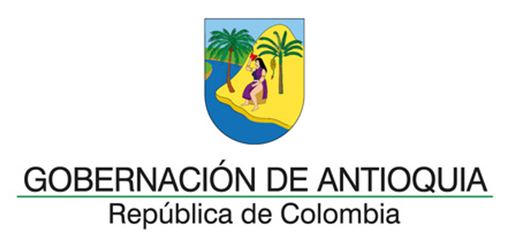 GOBERNACIÓN DE ANTIOQUIA
República de Colombia